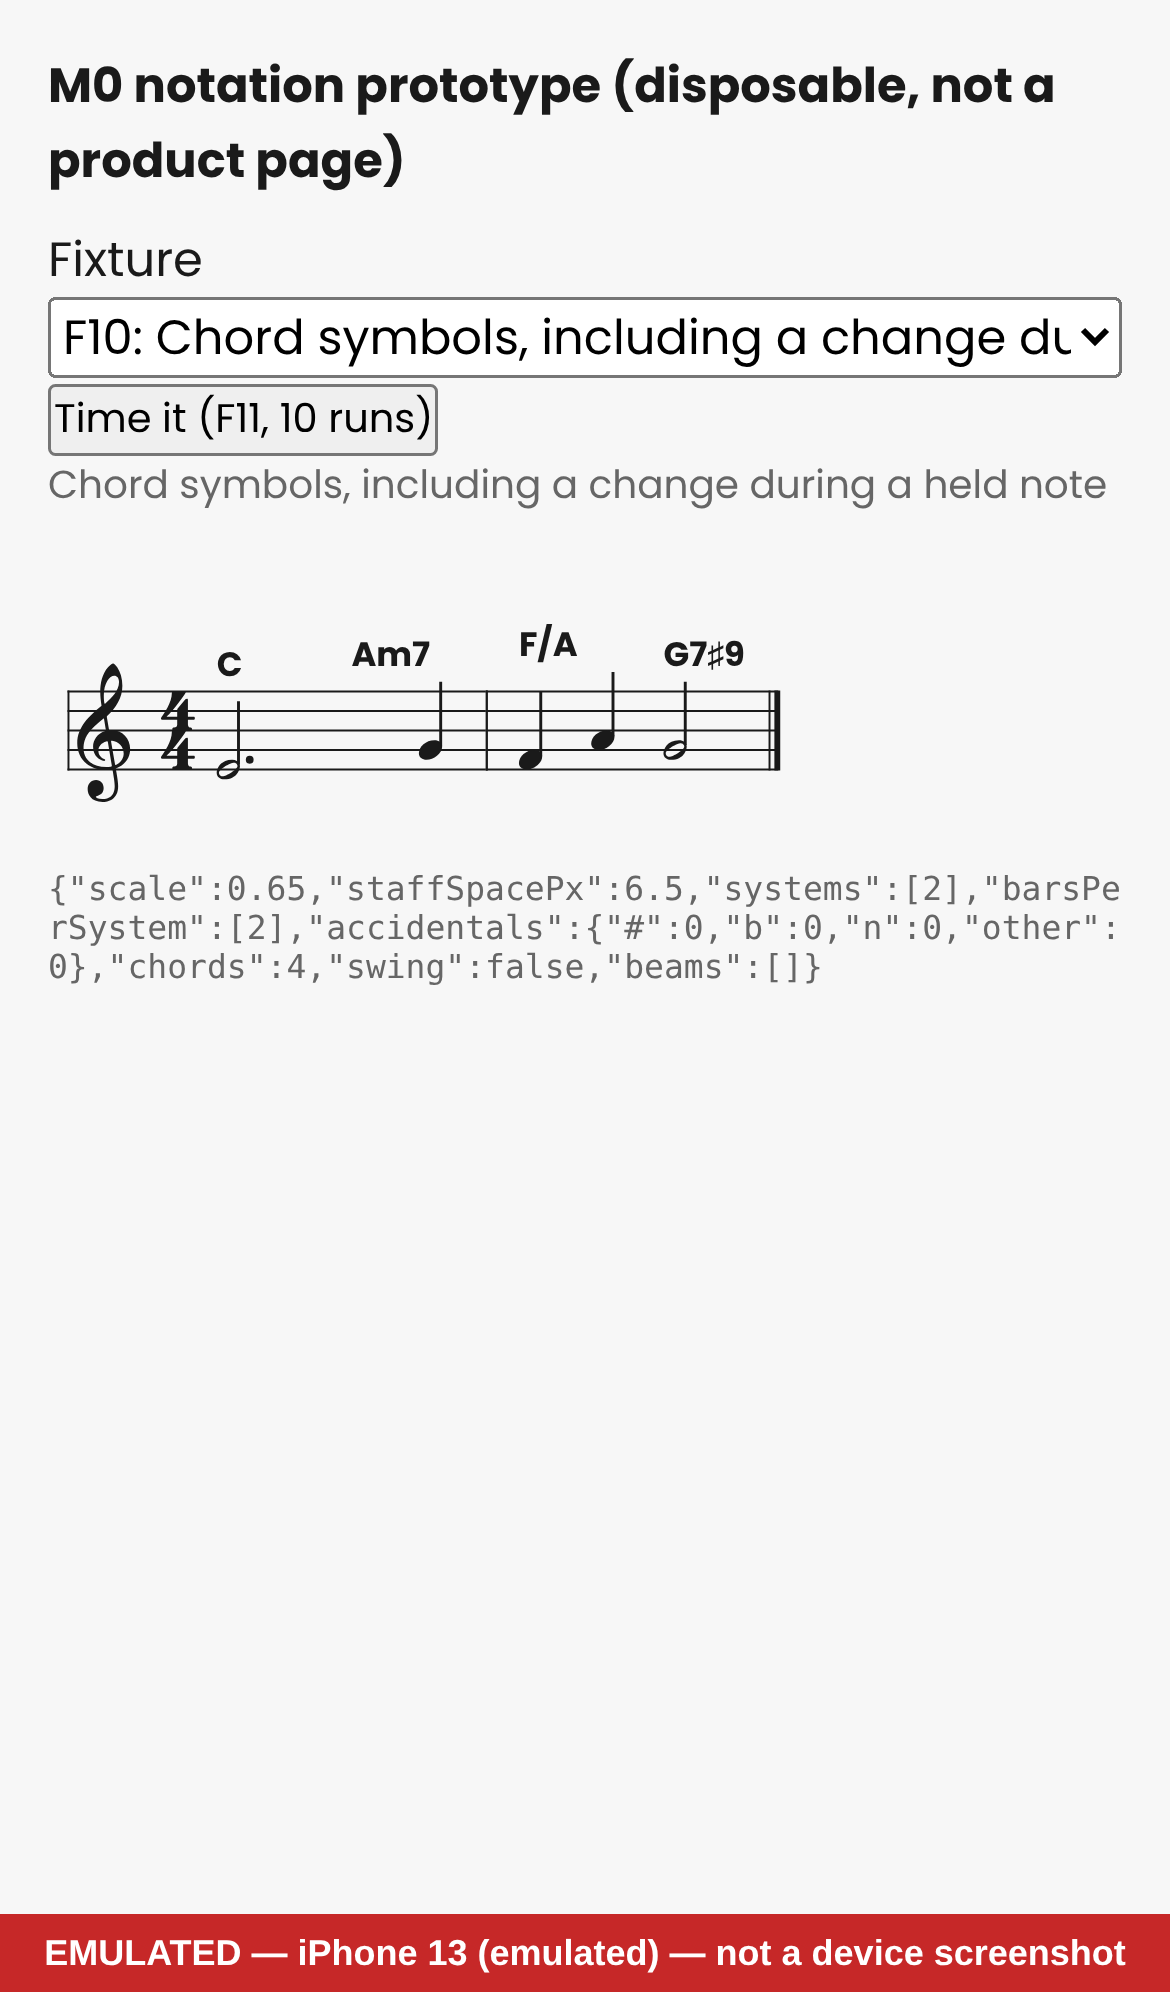 M0 notation prototype (disposable, not a
product page)
Fixture
F10: Chord symbols, including a change du
Time it (F11, 10 runs)
Chord symbols, including a change during a held note
C Am7 F/A G7♯9
4
4
{"scale":0.65,"staffSpacePx":6.5,"systems":[2],"barsPe
rSystem":[2],"accidentals":{"#":0,"b":0,"n":0,"other":
0},"chords":4,"swing":false,"beams":[]}
EMULATED — iPhone 13 (emulated) — not a device screenshot